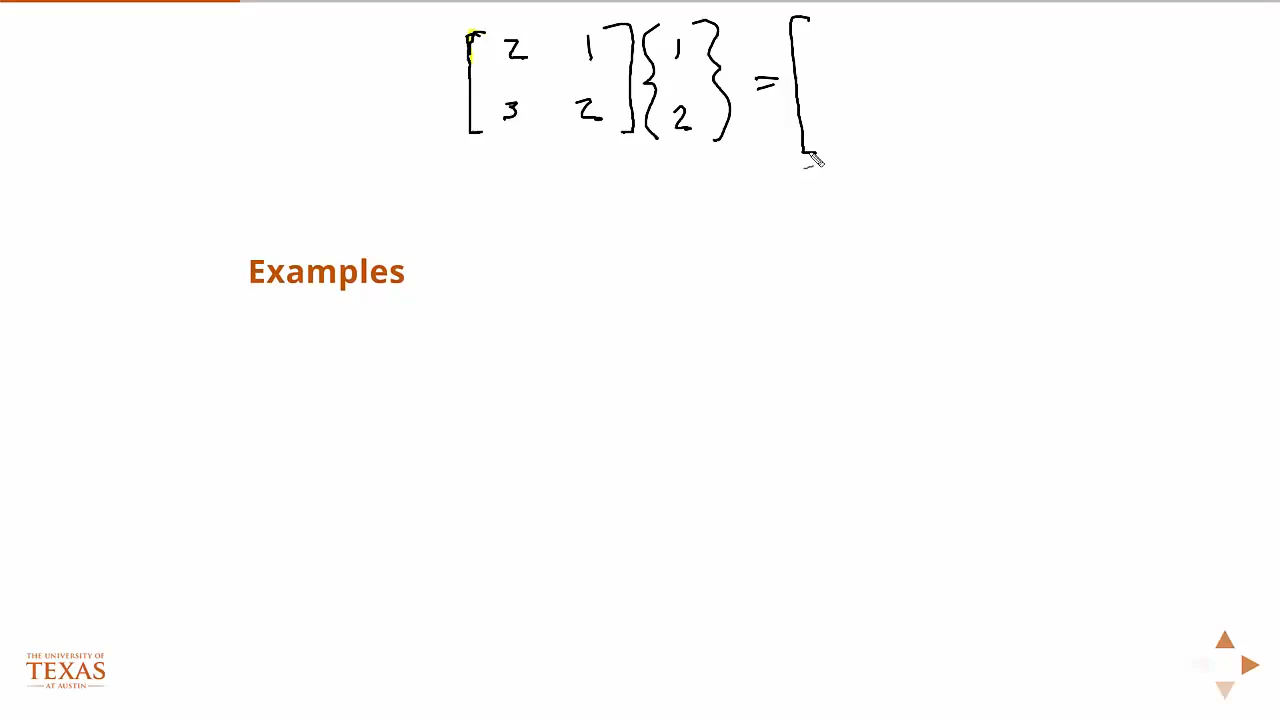 [ 2 1 ] { 1 } = [
[ 3 2 ] { 2 }
Examples
THE UNIVERSITY OF
TEXAS
AT AUSTIN